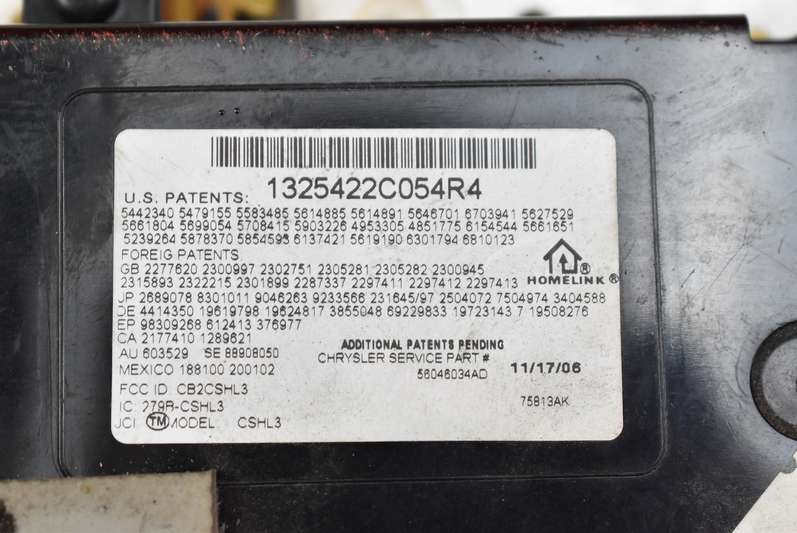 1325422C054R4
U.S. PATENTS:
5442340 5479155 5583485 5614885 5614891 5646701 6703941 5627529
5661804 5699054 5708415 5903226 4953305 4851775 6154544 5661651
5239264 5878370 5854593 6137421 5619190 6301794 6810123
FOREIG PATENTS
GB 2277620 2300997 2302751 2305281 2305282 2300945
2315893 2322215 2301899 2287337 2297411 2297412 2297413
HOMELINK ®
JP 2689078 8301011 9046263 9233566 231645/97 2504072 7504974 3404588
DE 4414350 19619798 19624817 3855048 69229833 19723143 7 19508276
EP 98309268 612413 376977
CA 2177410 1289621
AU 603529 SE 88908050
MEXICO 188100 200102
ADDITIONAL PATENTS PENDING
CHRYSLER SERVICE PART #
56046034AD
11/17/06
FCC ID: CB2CSHL3
IC: 279R-CSHL3
75813AK
JCI TM MODEL: CSHL3